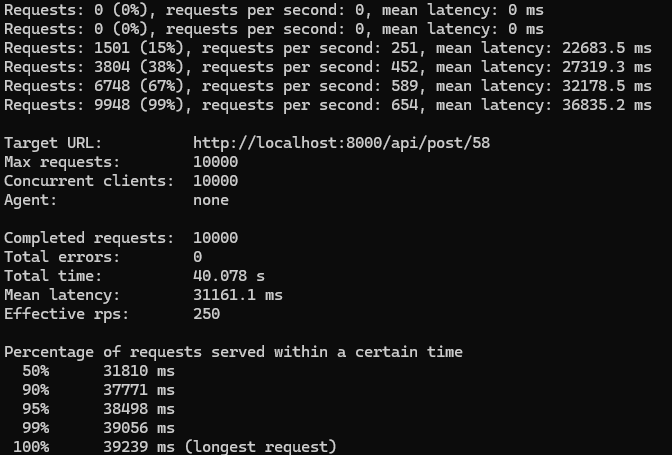 Requests: 0 (0%), requests per second: 0, mean latency: 0 ms
Requests: 0 (0%), requests per second: 0, mean latency: 0 ms
Requests: 1501 (15%), requests per second: 251, mean latency: 22683.5 ms
Requests: 3804 (38%), requests per second: 452, mean latency: 27319.3 ms
Requests: 6748 (67%), requests per second: 589, mean latency: 32178.5 ms
Requests: 9948 (99%), requests per second: 654, mean latency: 36835.2 ms

Target URL:          http://localhost:8000/api/post/58
Max requests:        10000
Concurrent clients:  10000
Agent:               none

Completed requests:  10000
Total errors:        0
Total time:          40.078 s
Mean latency:        31161.1 ms
Effective rps:       250

Percentage of requests served within a certain time
  50%      31810 ms
  90%      37771 ms
  95%      38498 ms
  99%      39056 ms
 100%      39239 ms (longest request)